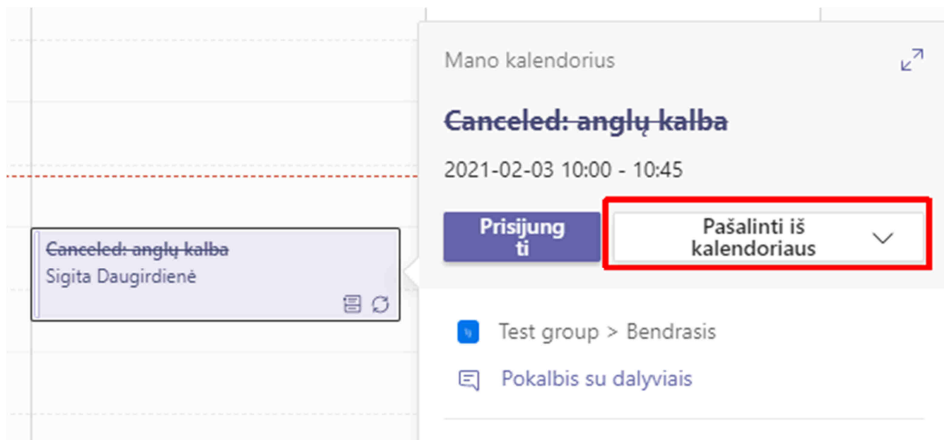 Mano kalendorius
Canceled: anglų kalba
2021-02-03 10:00 - 10:45
Prisijung
ti
Pašalinti iš
kalendoriaus
Canceled: anglų kalba
Sigita Daugirdienė
Test group > Bendrasis
Pokalbis su dalyviais